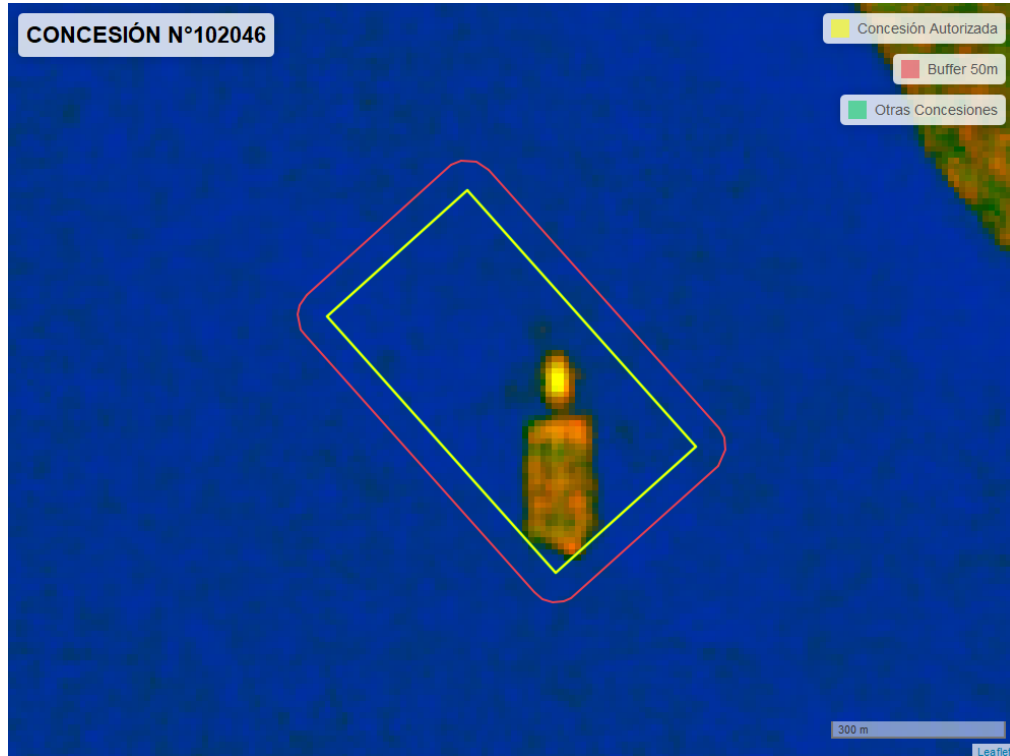 CONCESIÓN N°102046
Concesión Autorizada
Buffer 50m
Otras Concesiones
300 m
Leaflet